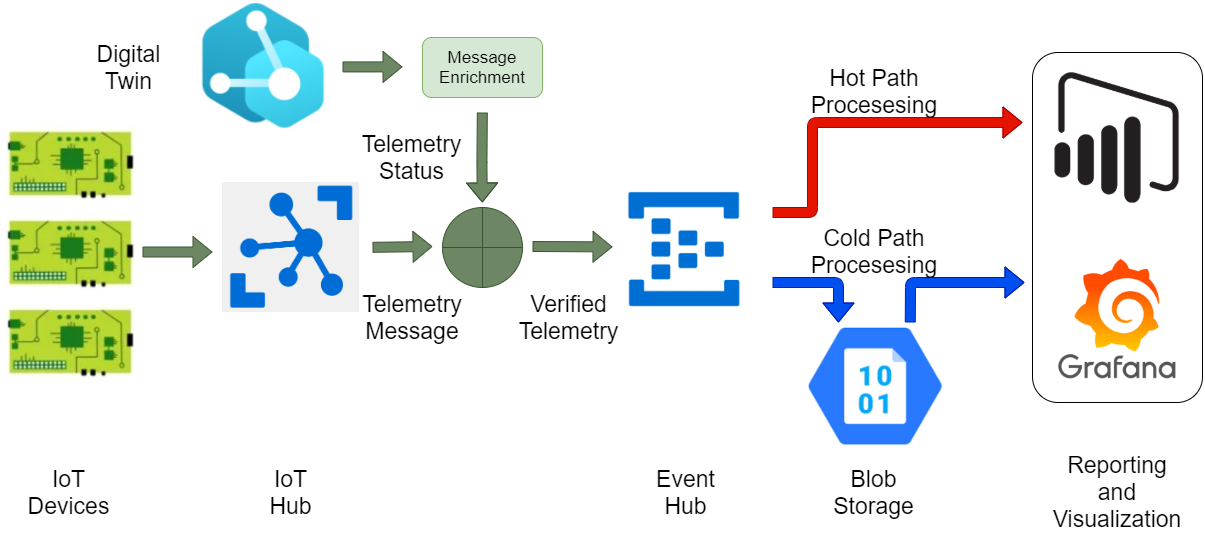 Digital
Twin
Message
Enrichment
Telemetry
Status
Hot Path
Procesesing
Cold Path
Procesesing
Telemetry
Message
Verified
Telemetry
10
01
Grafana
IoT
Devices
IoT
Hub
Event
Hub
Blob
Storage
Reporting
and
Visualization